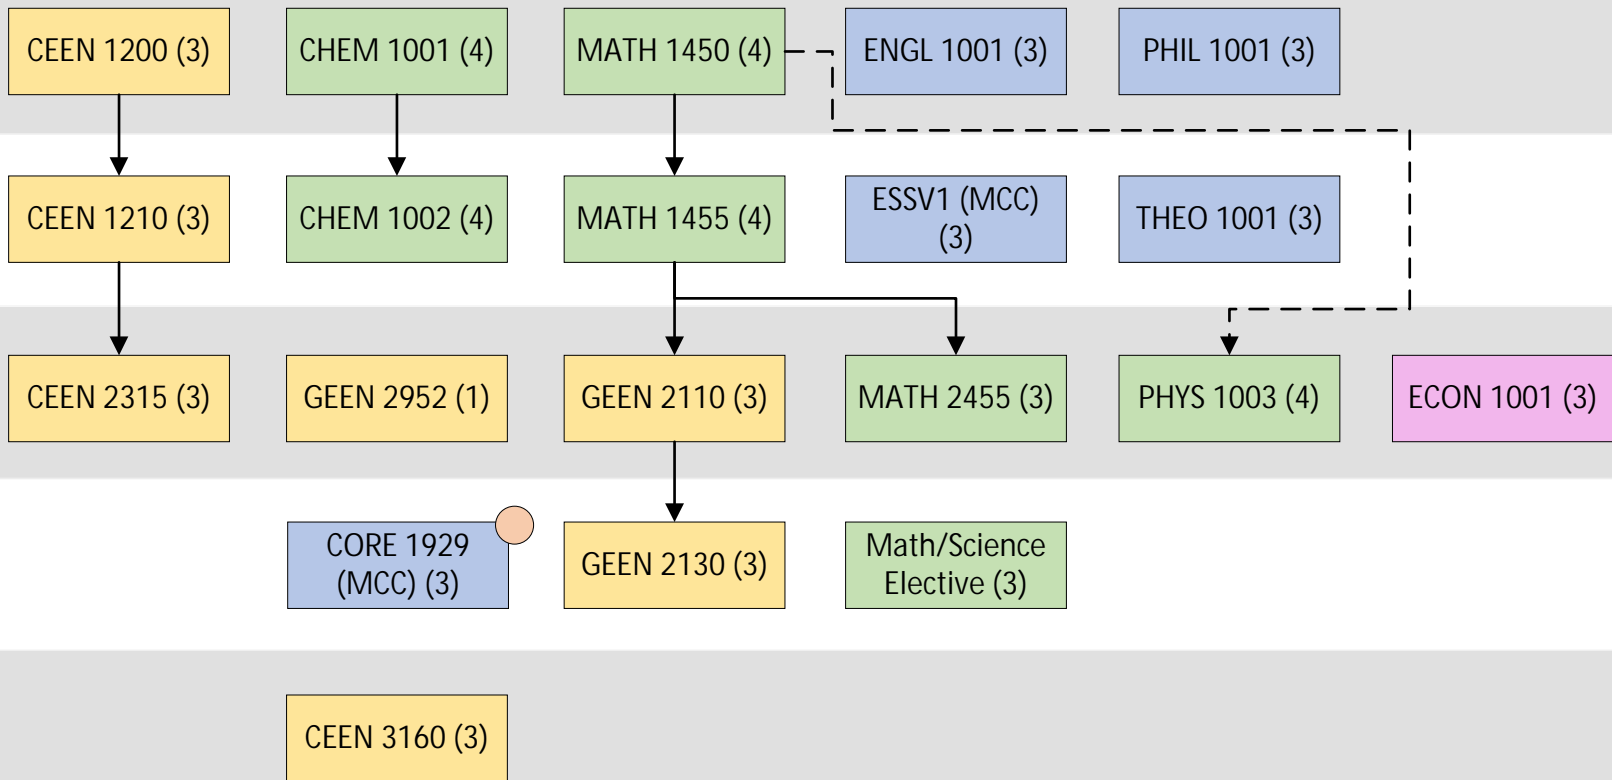 CEEN 1200 (3)
CHEM 1001 (4)
MATH 1450 (4)
ENGL 1001 (3)
PHIL 1001 (3)
CEEN 1210 (3)
CHEM 1002 (4)
MATH 1455 (4)
ESSV1 (MCC)
(3)
THEO 1001 (3)
CEEN 2315 (3)
GEEN 2952 (1)
GEEN 2110 (3)
MATH 2455 (3)
PHYS 1003 (4)
ECON 1001 (3)
CORE 1929
(MCC) (3)
GEEN 2130 (3)
Math/Science
Elective (3)
CEEN 3160 (3)